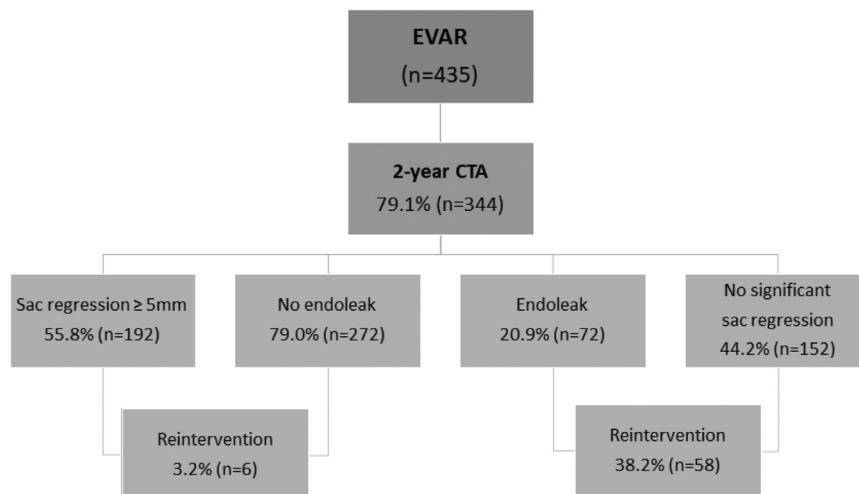 EVAR
(n=435)
2-year CTA
79.1% (n=344)
Sac regression ≥ 5mm
55.8% (n=192)
No endoleak
79.0% (n=272)
Endoleak
20.9% (n=72)
No significant
sac regression
44.2% (n=152)
Reintervention
3.2% (n=6)
Reintervention
38.2% (n=58)